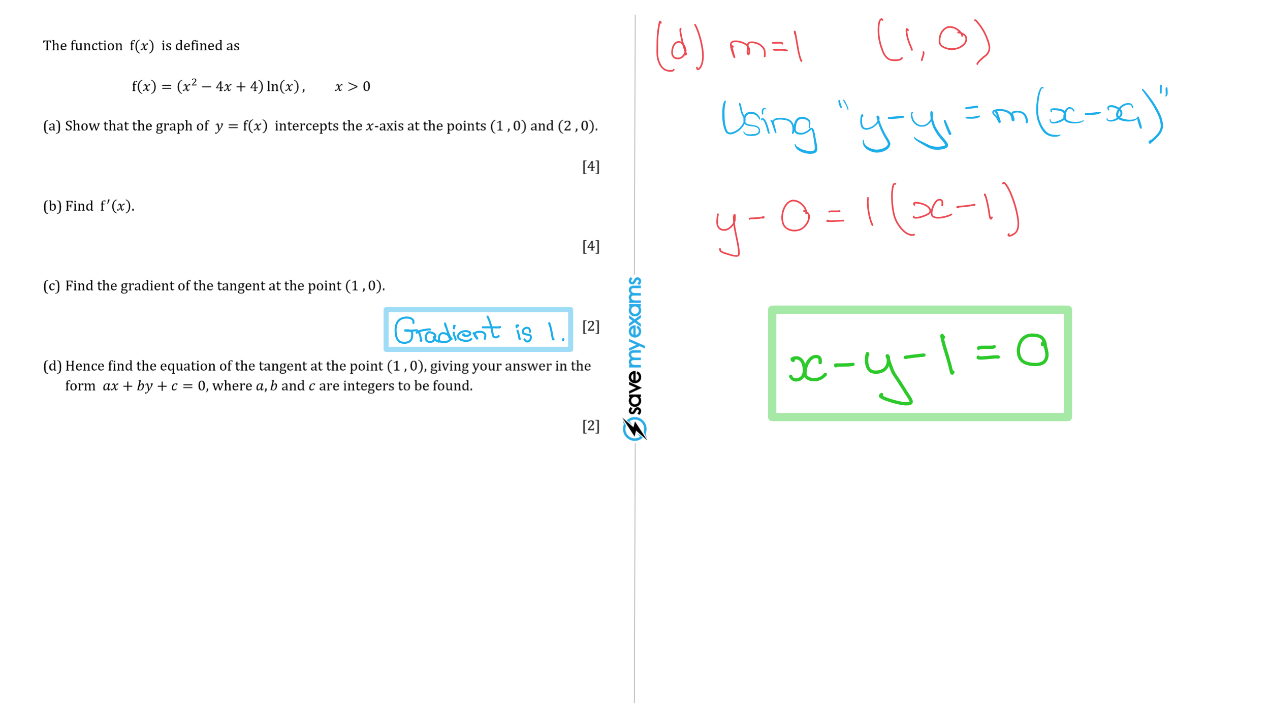 The function f(x) is defined as
f(x) = (x² − 4x + 4) ln(x), x > 0
(a) Show that the graph of y = f(x) intercepts the x-axis at the points (1 , 0) and (2 , 0).
[4]
(b) Find f′(x).
[4]
(c) Find the gradient of the tangent at the point (1 , 0).
Gradient is 1. [2]
(d) Hence find the equation of the tangent at the point (1 , 0), giving your answer in the
form ax + by + c = 0, where a, b and c are integers to be found.
[2]
savemyexams
(d) m=1 (1, 0)
Using "y−y₁ = m(x−x₁)"
y − 0 = 1(x − 1)
x − y − 1 = 0